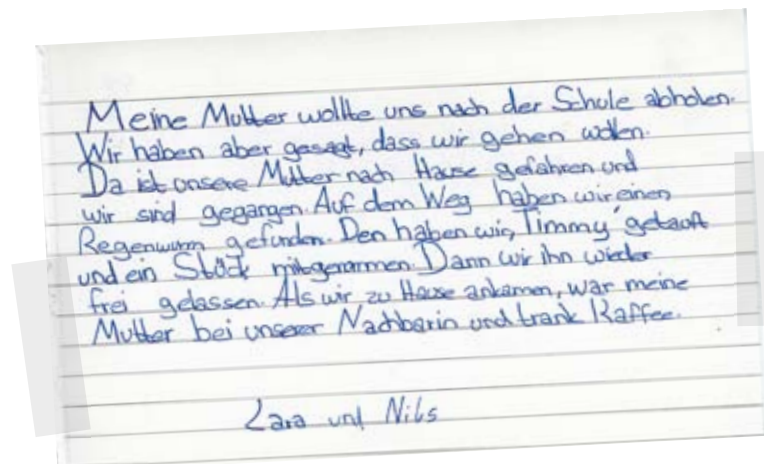 Meine Mutter wollte uns nach der Schule abholen.
Wir haben aber gesagt, dass wir gehen wollen.
Da ist unsere Mutter nach Hause gefahren und
wir sind gegangen. Auf dem Weg haben wir einen
Regenwurm gefunden. Den haben wir „Timmy“ getauft
und ein Stück mitgenommen. Dann wir ihn wieder
frei gelassen. Als wir zu Hause ankamen, war meine
Mutter bei unserer Nachbarin und trank Kaffee.
Lara und Nils